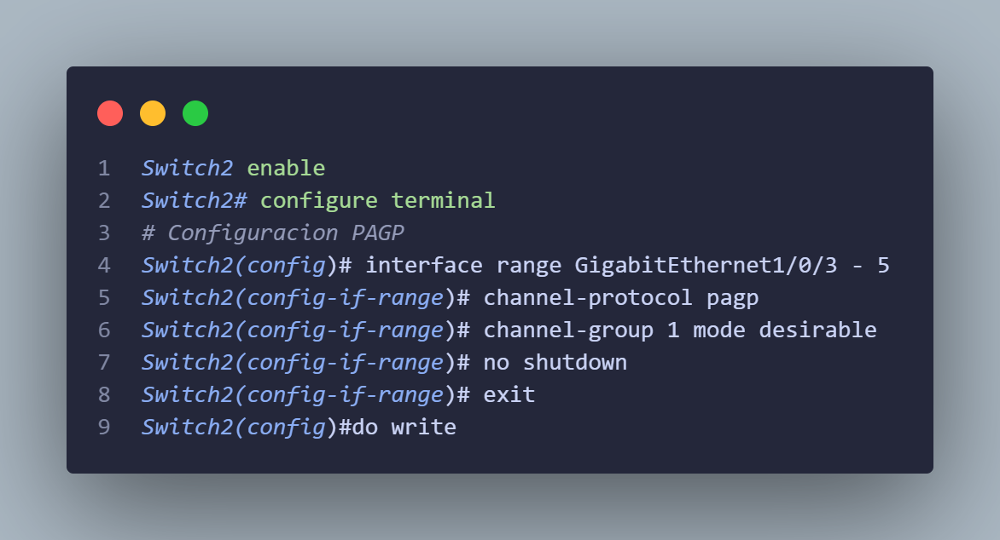 1 Switch2 enable
2 Switch2# configure terminal
3 # Configuracion PAGP
4 Switch2(config)# interface range GigabitEthernet1/0/3 - 5
5 Switch2(config-if-range)# channel-protocol pagp
6 Switch2(config-if-range)# channel-group 1 mode desirable
7 Switch2(config-if-range)# no shutdown
8 Switch2(config-if-range)# exit
9 Switch2(config)#do write